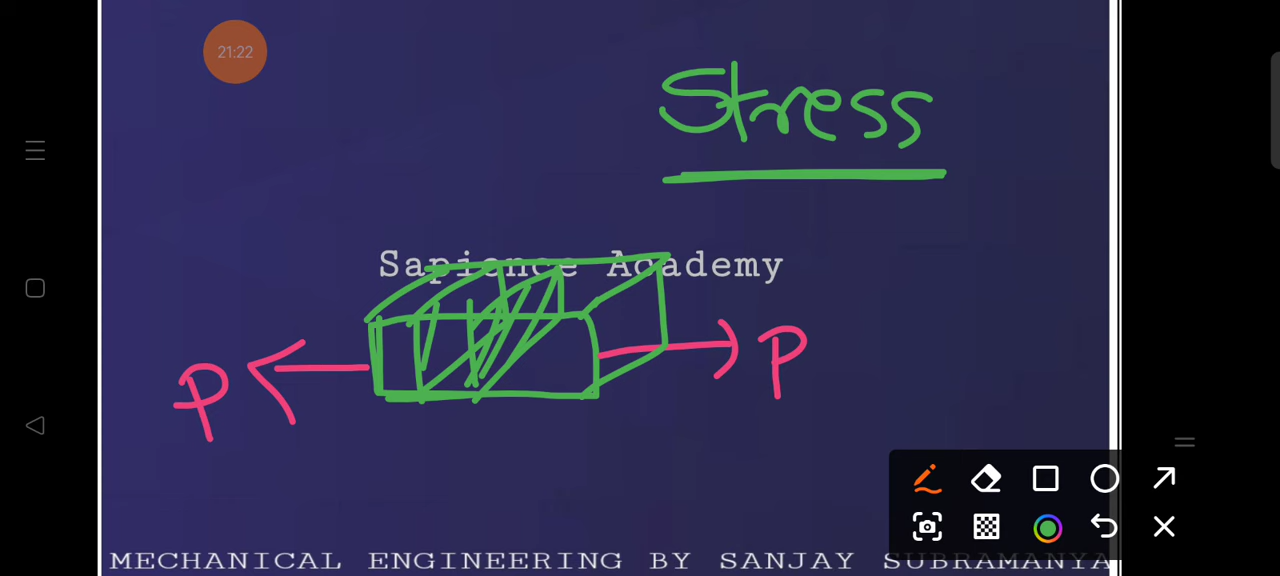 21:22
Stress
Sapience Academy
P P
MECHANICAL ENGINEERING BY SANJAY SUBRAMANYA